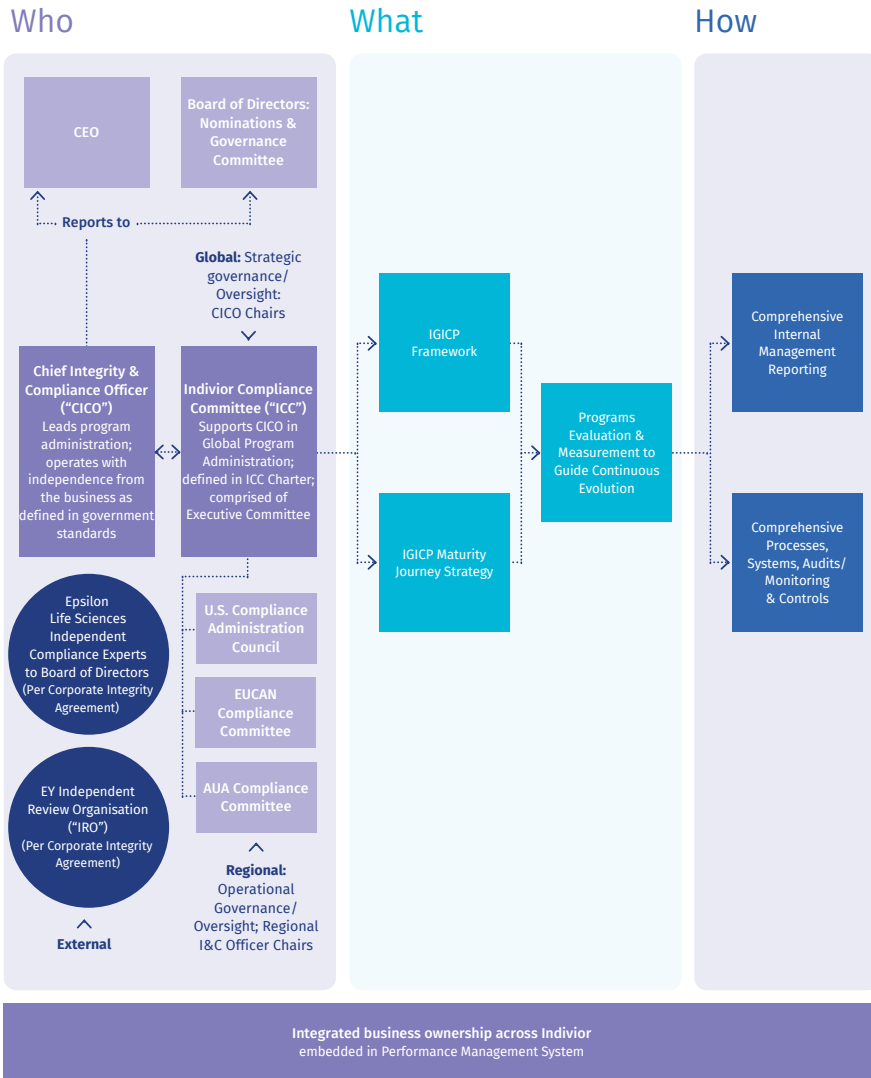 Who
What
How
CEO
Board of Directors:
Nominations &
Governance
Committee
Reports to
Global: Strategic
governance/
Oversight:
CICO Chairs
Chief Integrity &
Compliance Officer
(“CICO”)
Leads program
administration;
operates with
independence from
the business as
defined in government
standards
Indivior Compliance
Committee (“ICC”)
Supports CICO in
Global Program
Administration;
defined in ICC Charter;
comprised of
Executive Committee
Epsilon
Life Sciences
Independent
Compliance Experts
to Board of Directors
(Per Corporate Integrity
Agreement)
EY Independent
Review Organisation
(“IRO”)
(Per Corporate Integrity
Agreement)
External
U.S. Compliance
Administration
Council
EUCAN
Compliance
Committee
AUA Compliance
Committee
Regional:
Operational
Governance/
Oversight; Regional
I&C Officer Chairs
IGICP
Framework
IGICP Maturity
Journey Strategy
Programs
Evaluation &
Measurement to
Guide Continuous
Evolution
Comprehensive
Internal
Management
Reporting
Comprehensive
Processes,
Systems, Audits/
Monitoring
& Controls
Integrated business ownership across Indivior
embedded in Performance Management System